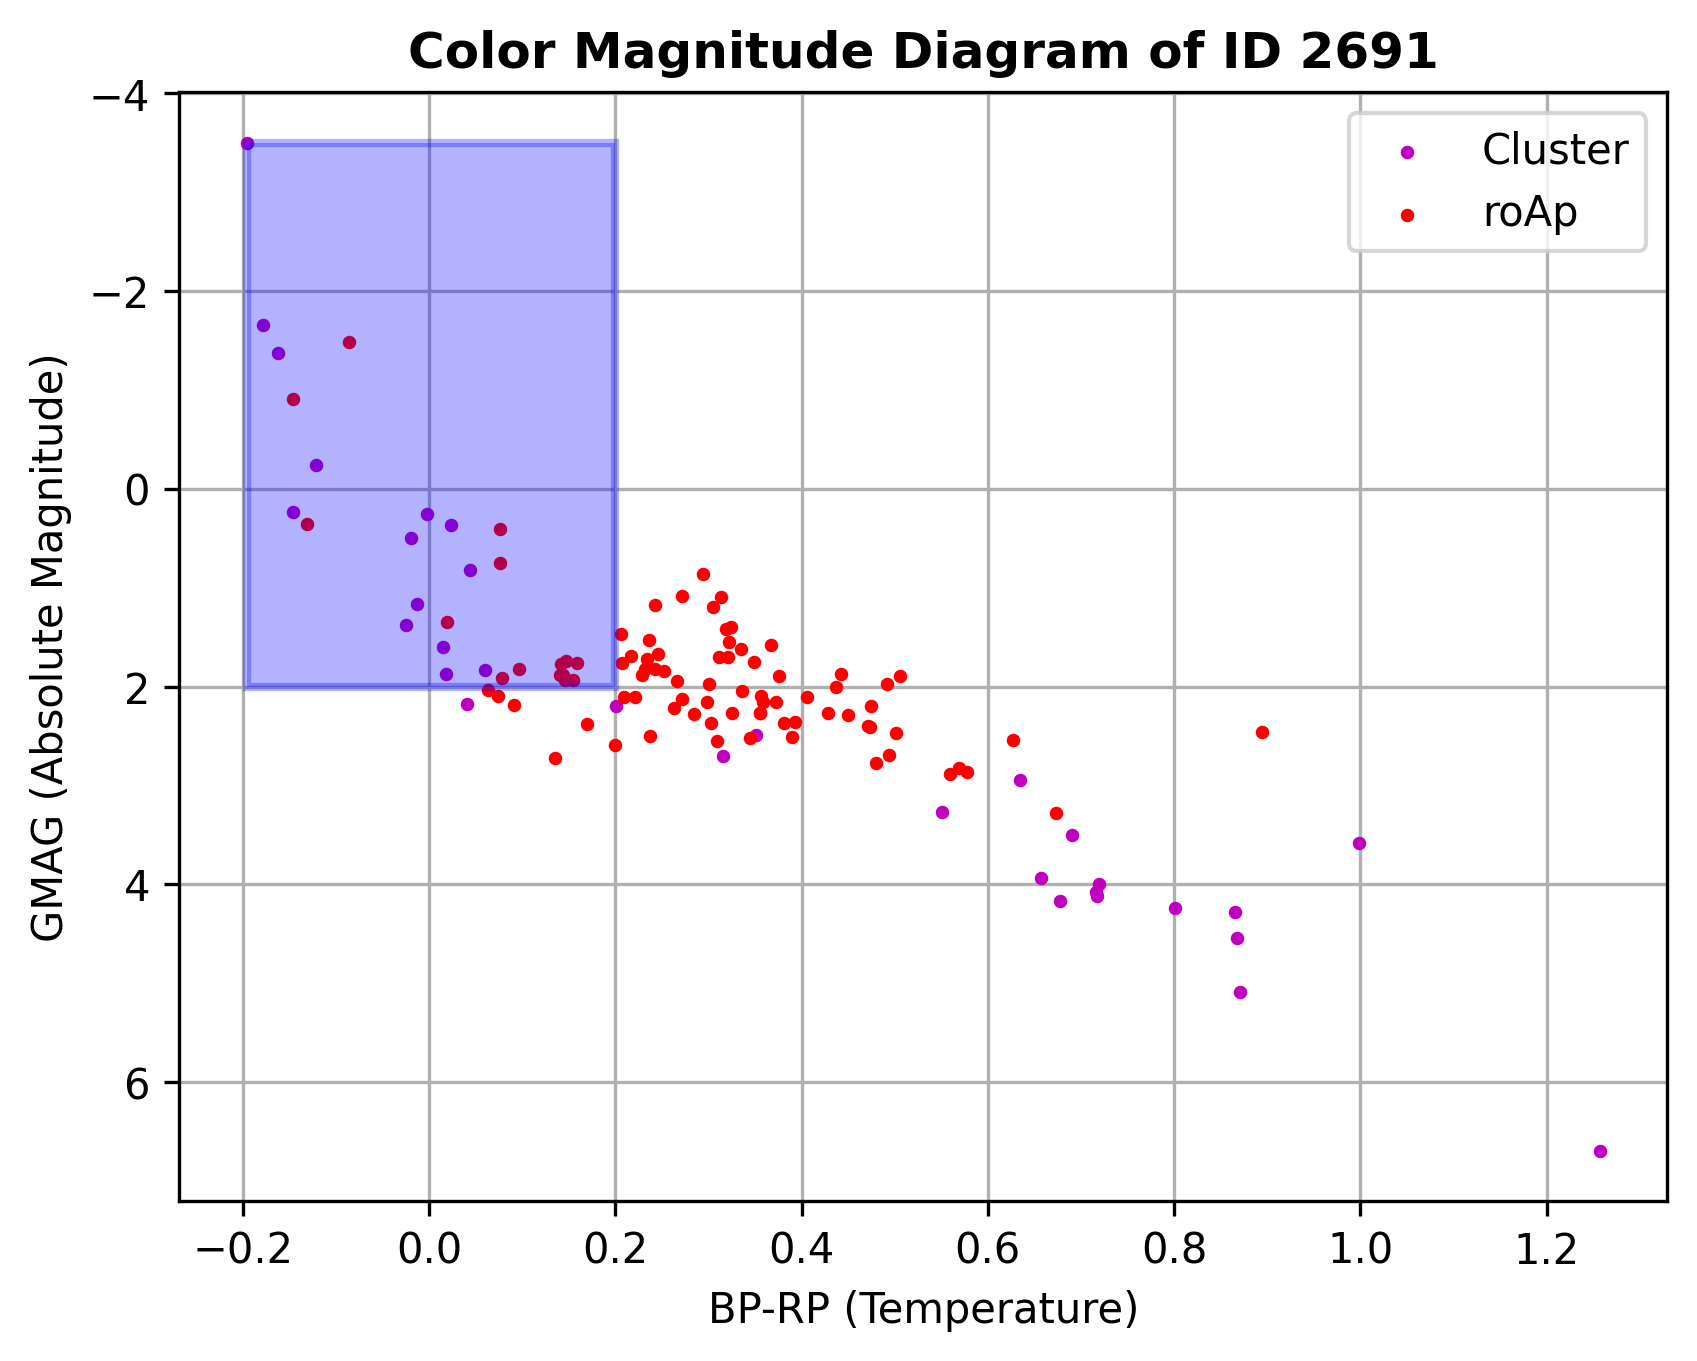 Color Magnitude Diagram of ID 2691
Cluster
roAp
GMAG (Absolute Magnitude)
−4
−2
0
2
4
6
−0.2 0.0 0.2 0.4 0.6 0.8 1.0 1.2
BP-RP (Temperature)